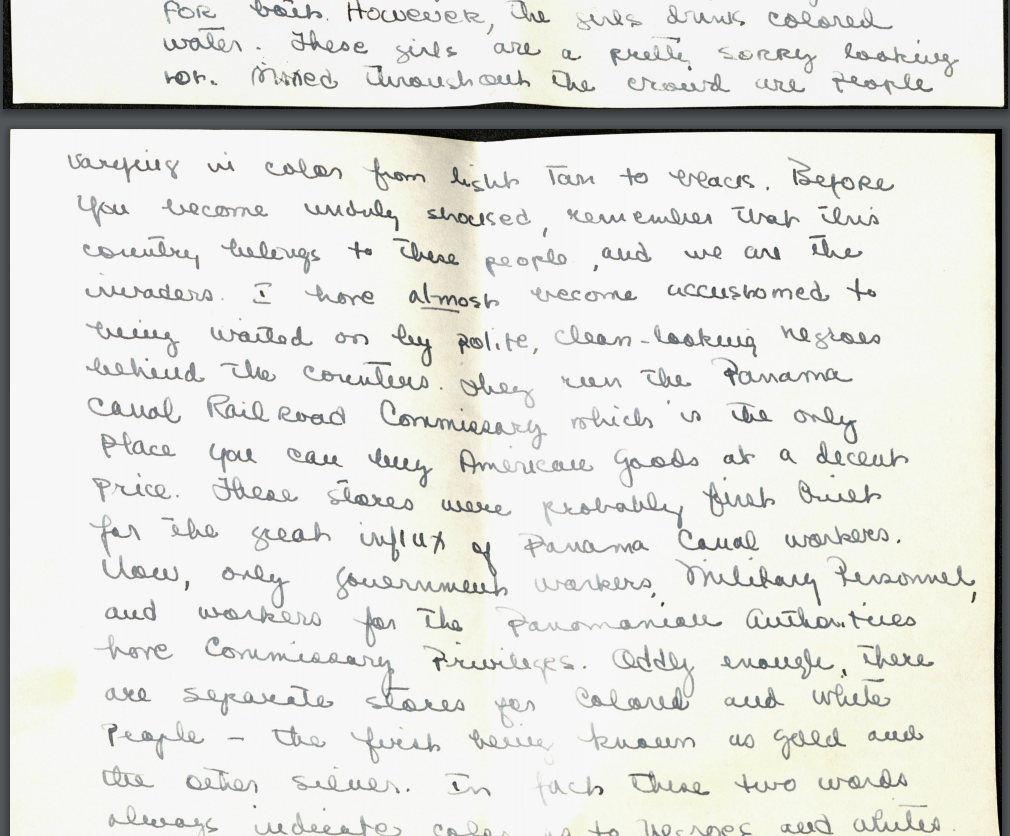 for both. However, the girls drink colored
water. These girls are a pretty sorry looking
lot. Mixed throughout the crowd are people
varying in color from light tan to black. Before
you become unduly shocked, remember that this
country belongs to these people, and we are the
invaders. I have almost become accustomed to
being waited on by polite, clean-looking negroes
behind the counters. They run the Panama
Canal Rail Road Commissary which is the only
place you can buy American Goods at a decent
price. These stores were probably first built
for the great influx of Panama Canal workers.
Now, only government workers, Military Personnel,
and workers for the Panamanian Authorities
have Commissary Privileges. Oddly enough, there
are separate stores for colored and white
people — the first being known as gold and
the other silver. In fact these two words
always indicate color as to Negroes and whites.